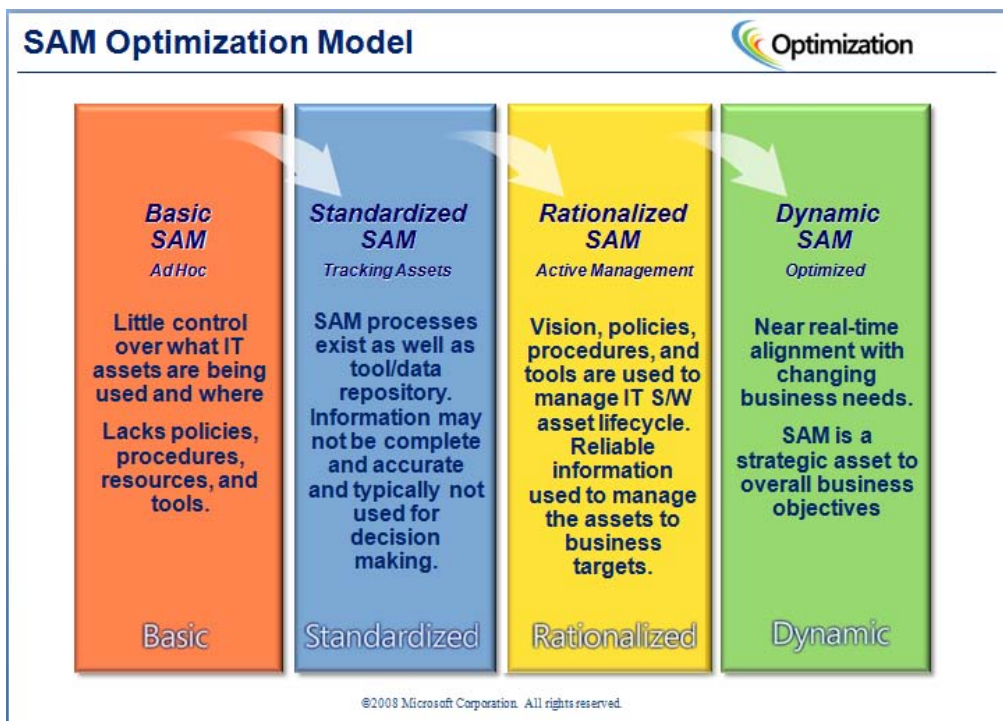 SAM Optimization Model
Optimization
Basic
SAM
Ad Hoc
Little control
over what IT
assets are being
used and where
Lacks policies,
procedures,
resources, and
tools.
Basic
Standardized
SAM
Tracking Assets
SAM processes
exist as well as
tool/data
repository.
Information may
not be complete
and accurate
and typically not
used for
decision
making.
Standardized
Rationalized
SAM
Active Management
Vision, policies,
procedures, and
tools are used to
manage IT S/W
asset lifecycle.
Reliable
information
used to manage
the assets to
business
targets.
Rationalized
Dynamic
SAM
Optimized
Near real-time
alignment with
changing
business needs.
SAM is a
strategic asset to
overall business
objectives
Dynamic
©2008 Microsoft Corporation. All rights reserved.